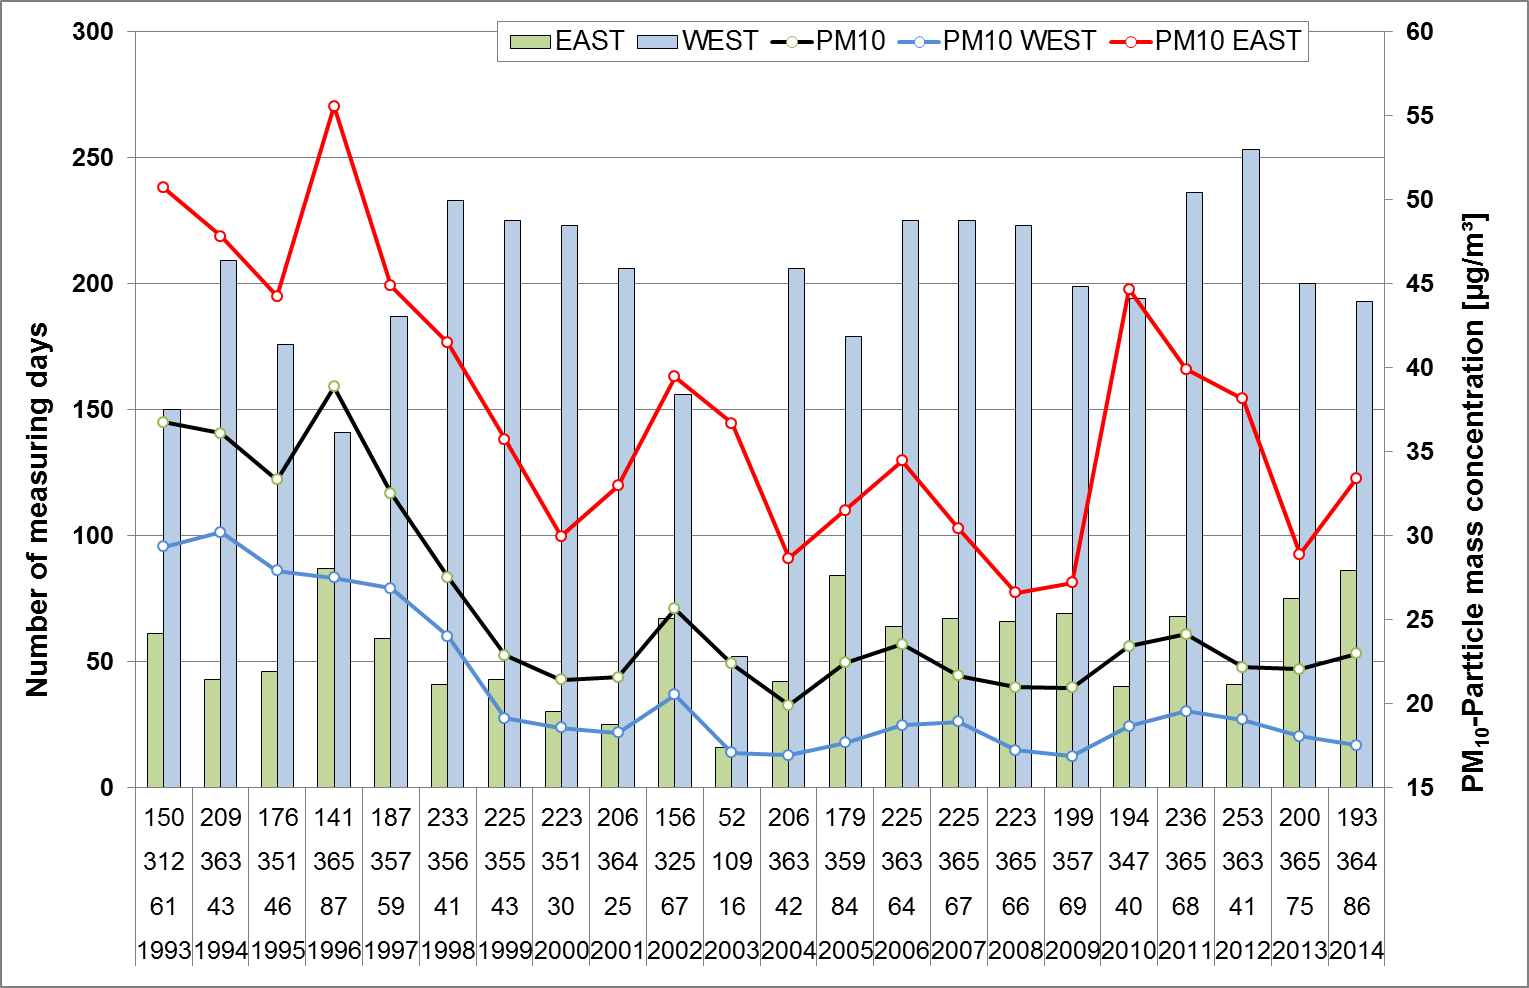 EAST WEST PM10 PM10 WEST PM10 EAST
300 60
55
250 50
45
200
40
150
35
100 30
25
50
20
0 15
Number of measuring days
PM10-Partticle mass concentration [µg/m³]
150 209 176 141 187 233 225 223 206 156 52 206 179 225 225 223 199 194 236 253 200 193
312 363 351 365 357 356 355 351 364 325 109 363 359 363 365 365 357 347 365 363 365 364
61 43 46 87 59 41 43 30 25 67 16 42 84 64 67 66 69 40 68 41 75 86
1993 1994 1995 1996 1997 1998 1999 2000 2001 2002 2003 2004 2005 2006 2007 2008 2009 2010 2011 2012 2013 2014